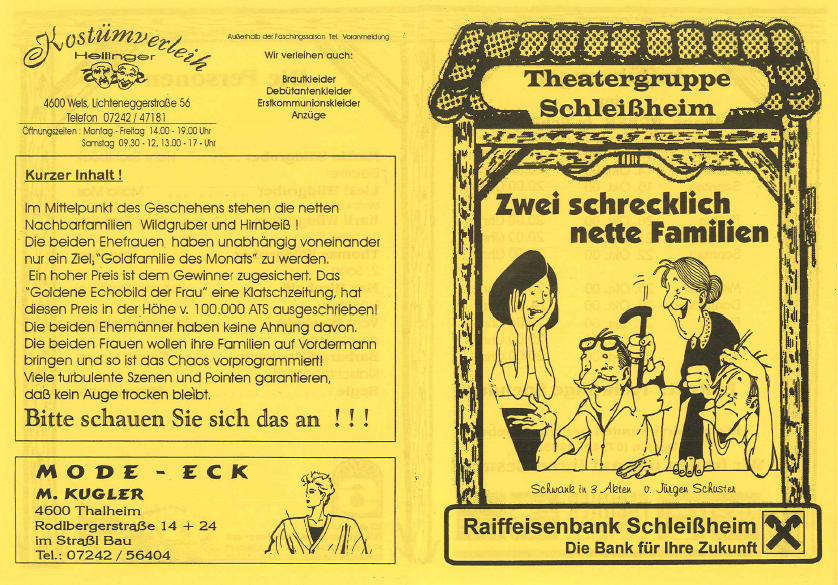 Kostümverleih
Hellinger
4600 Wels, Lichteneggerstraße 56
Telefon 07242 / 47181
Öffnungszeiten : Montag - Freitag 14.00 - 19.00 Uhr
Samstag 09.30 - 12, 13.00 - 17 - Uhr
Außerhalb der Faschingssaison Tel. Voranmeldung
Wir verleihen auch:
Brautkleider
Debütantenkleider
Erstkommunionskleider
Anzüge
Kurzer Inhalt !
Im Mittelpunkt des Geschehens stehen die netten
Nachbarfamilien Wildgruber und Hirnbeiß !
Die beiden Ehefrauen haben unabhängig voneinander
nur ein Ziel,"Goldfamilie des Monats" zu werden.
Ein hoher Preis ist dem Gewinner zugesichert. Das
"Goldene Echobild der Frau" eine Klatschzeitung, hat
diesen Preis in der Höhe v. 100.000 ATS ausgeschrieben!
Die beiden Ehemänner haben keine Ahnung davon.
Die beiden Frauen wollen ihre Familien auf Vordermann
bringen und so ist das Chaos vorprogrammiert!
Viele turbulente Szenen und Pointen garantieren,
daß kein Auge trocken bleibt.
Bitte schauen Sie sich das an ! ! !
MODE - ECK
M. KUGLER
4600 Thalheim
Rodlbergerstraße 14 + 24
im Straßl Bau
Tel.: 07242 / 56404
Theatergruppe
Schleißheim
Zwei schrecklich
nette Familien
Schwank in 3 Akten v. Jürgen Schuster
Raiffeisenbank Schleißheim
Die Bank für Ihre Zukunft